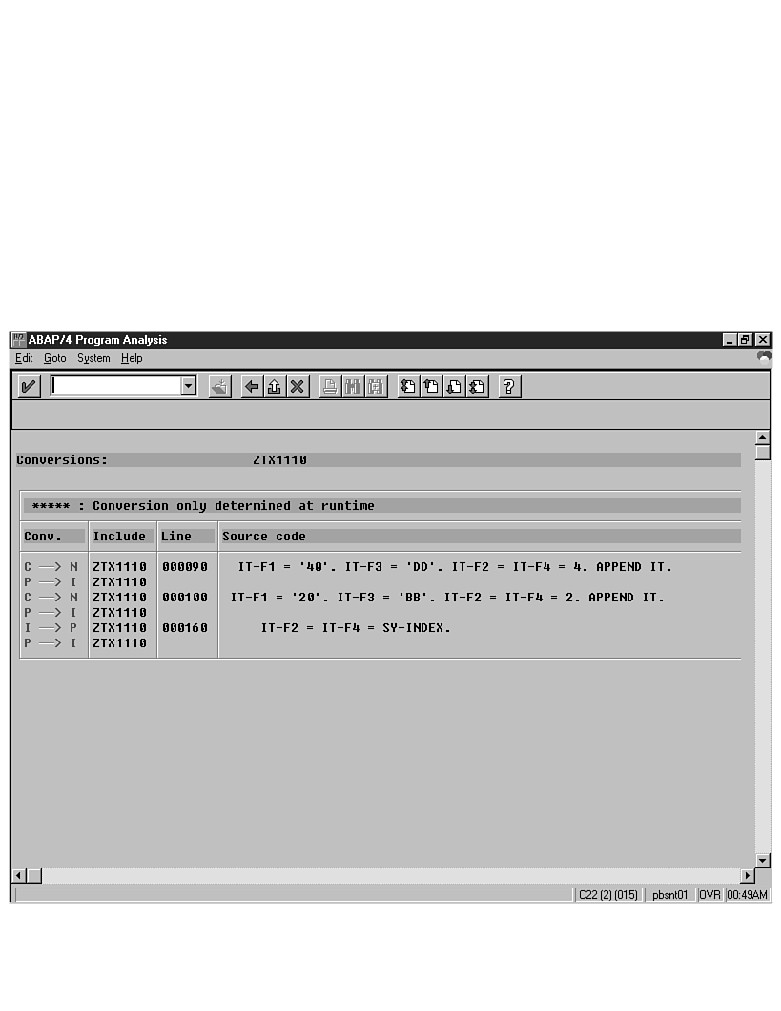 ABAP/4 Program Analysis
Edit Goto System Help
Conversions: ZTX1110
***** : Conversion only determined at runtime
Conv. Include Line Source code
C —> N ZTX1110 000090 IT-F1 = '40'. IT-F3 = 'DD'. IT-F2 = IT-F4 = 4. APPEND IT.
P —> I ZTX1110
C —> N ZTX1110 000100 IT-F1 = '20'. IT-F3 = 'BB'. IT-F2 = IT-F4 = 2. APPEND IT.
P —> I ZTX1110
I —> P ZTX1110 000160 IT-F2 = IT-F4 = SY-INDEX.
P —> I ZTX1110
C22 (2) (015) pbsnt01 OVR 00:49AM